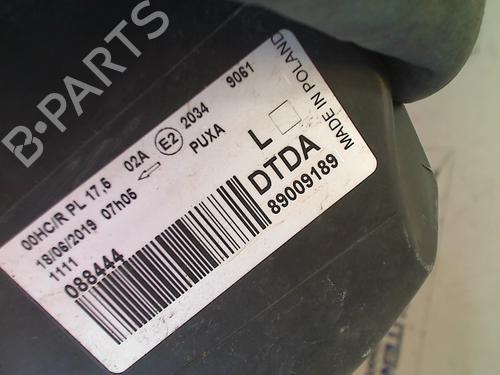 B-PARTS
00HC/R PL 17.5 02A E2 2034 9061
18/06/2019 07h05 PUXA
1111
088444
L
DTDA
89009189
MADE IN POLAND